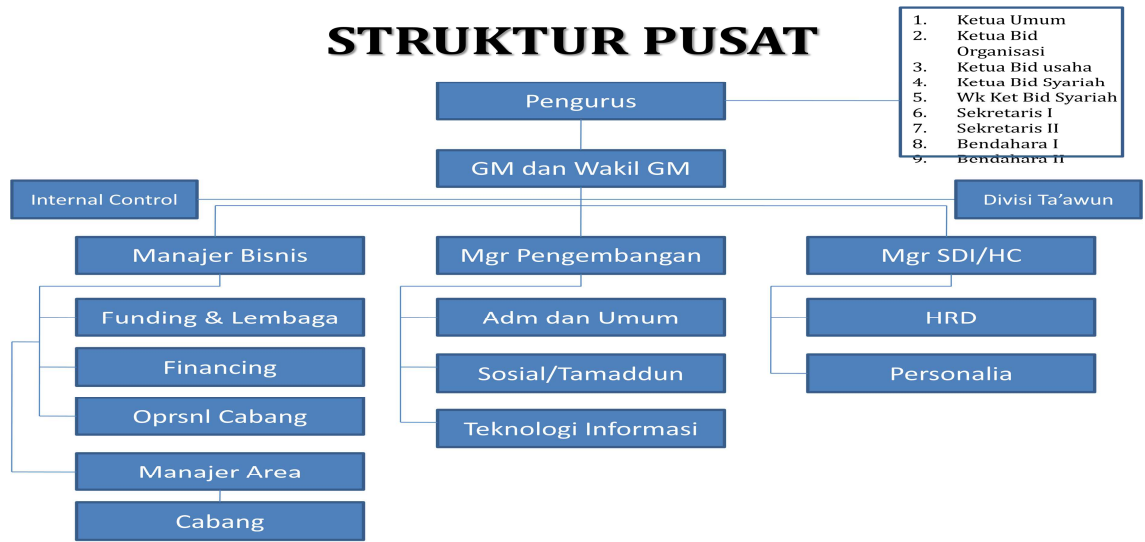 STRUKTUR PUSAT
1. Ketua Umum
2. Ketua Bid
Organisasi
3. Ketua Bid usaha
4. Ketua Bid Syariah
5. Wk Ket Bid Syariah
6. Sekretaris I
7. Sekretaris II
8. Bendahara I
9. Bendahara II
Pengurus
GM dan Wakil GM
Internal Control
Divisi Ta’awun
Manajer Bisnis
Mgr Pengembangan
Mgr SDI/HC
Funding & Lembaga
Adm dan Umum
HRD
Financing
Sosial/Tamaddun
Personalia
Oprsnl Cabang
Teknologi Informasi
Manajer Area
Cabang